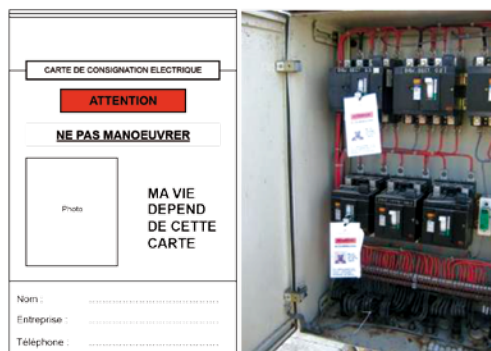 CARTE DE CONSIGNATION ELECTRIQUE
ATTENTION
NE PAS MANOEUVRER
Photo
MA VIE
DEPEND
DE CETTE
CARTE
Nom :
Entreprise :
Téléphone :